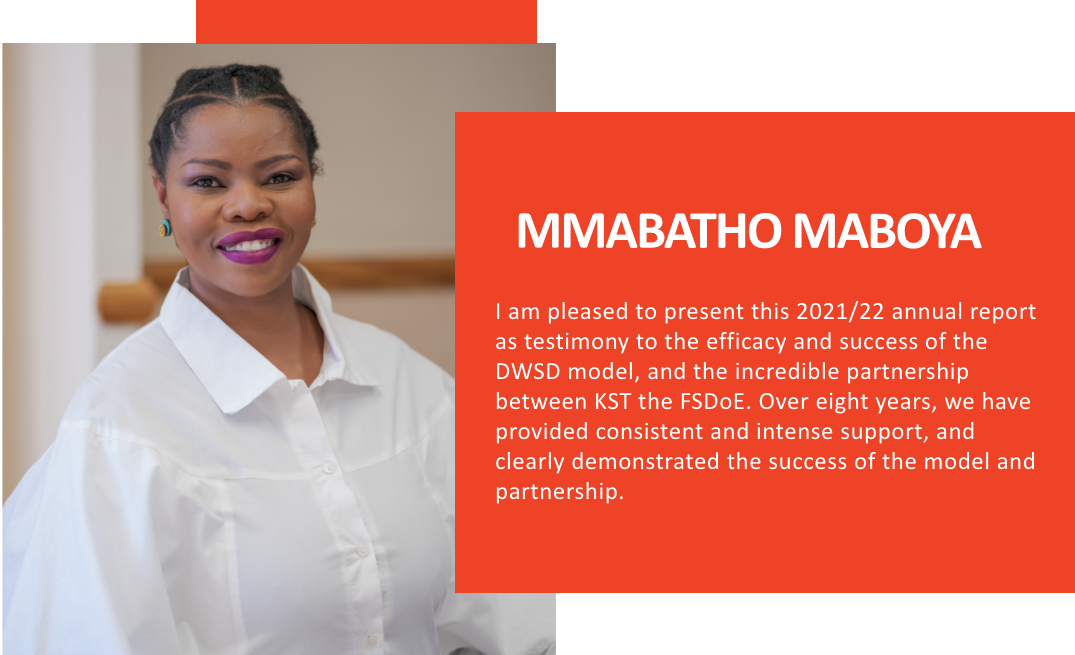 MMABATHO MABOYA
I am pleased to present this 2021/22 annual report
as testimony to the efficacy and success of the
DWSD model, and the incredible partnership
between KST the FSDoE. Over eight years, we have
provided consistent and intense support, and
clearly demonstrated the success of the model and
partnership.